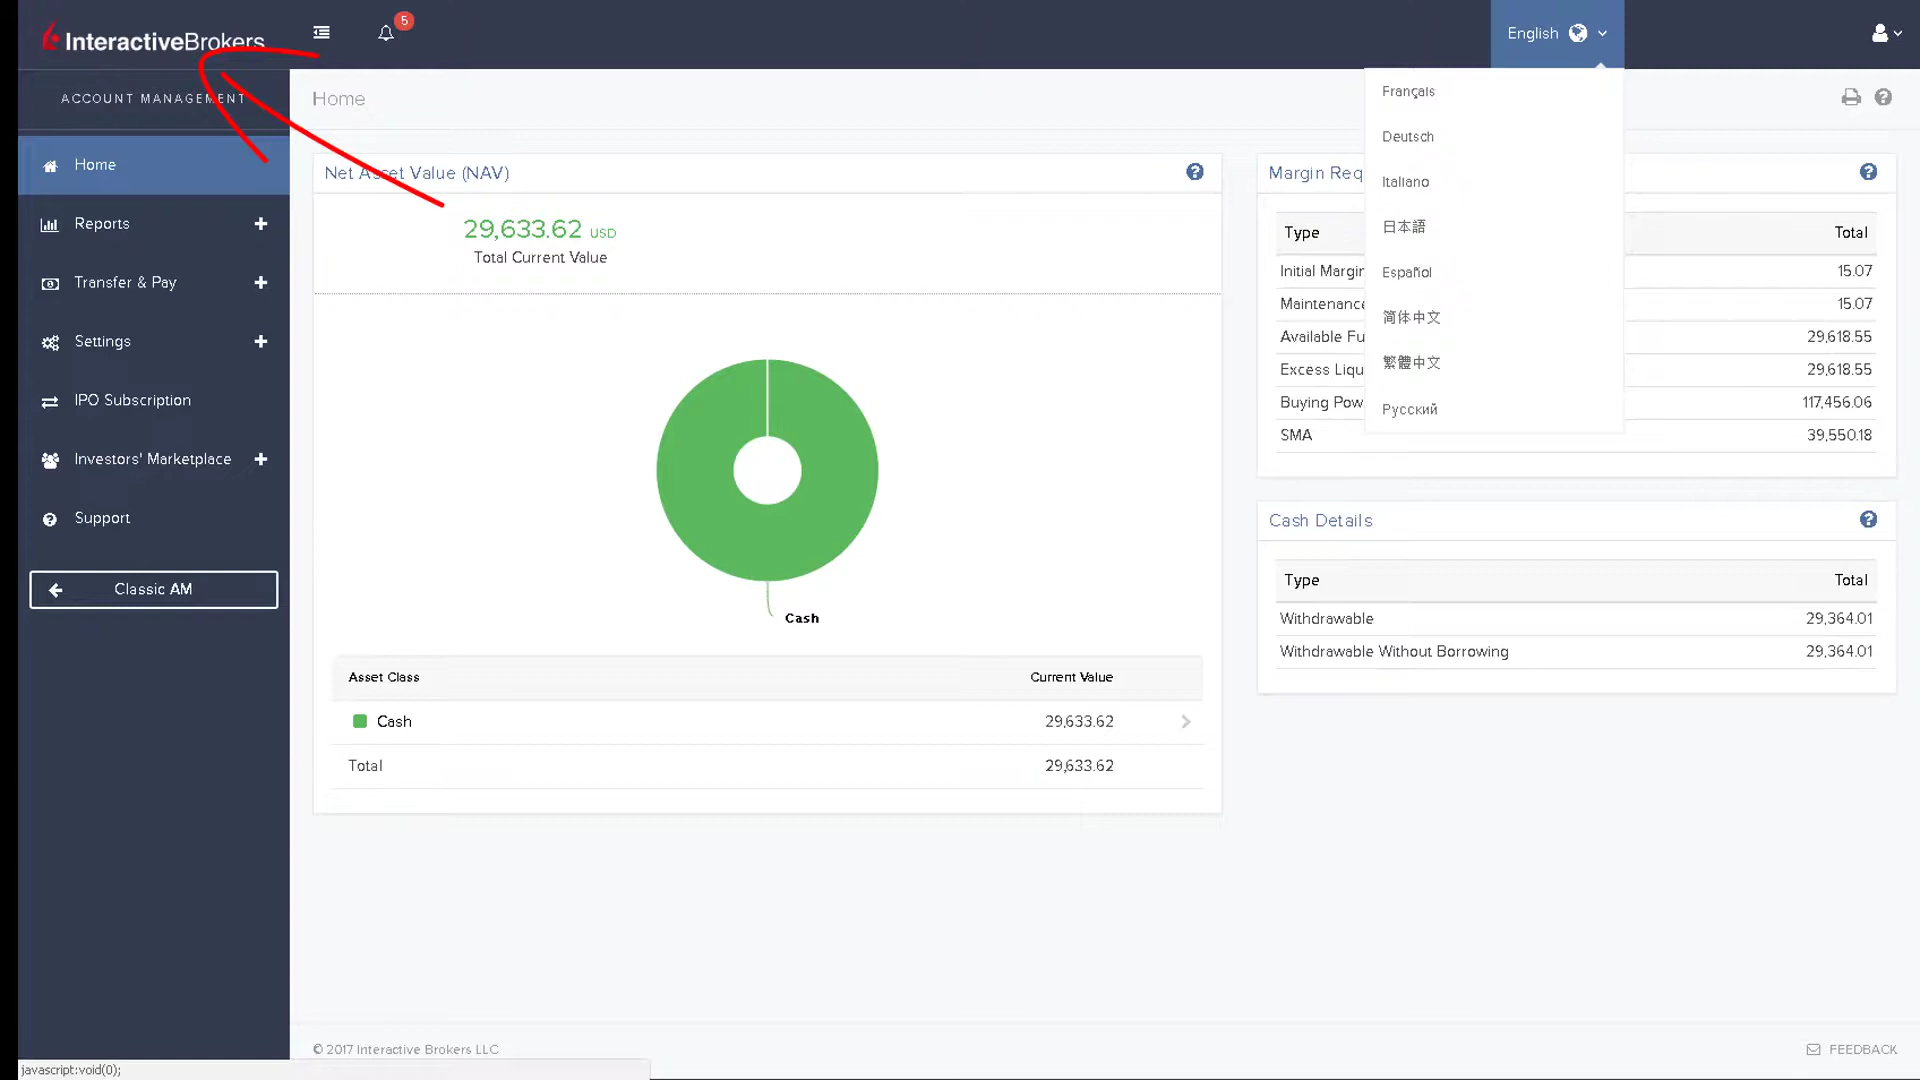 InteractiveBrokers
5
English
ACCOUNT MANAGEMENT
Home
Reports
Transfer & Pay
Settings
IPO Subscription
Investors' Marketplace
Support
Classic AM
Home
Net Asset Value (NAV)
29,633.62 USD
Total Current Value
Cash
Asset Class Current Value
Cash 29,633.62
Total 29,633.62
Français
Deutsch
Italiano
日本語
Español
简体中文
繁體中文
Русский
Margin Req
Type Total
Initial Margin 15.07
Maintenance 15.07
Available Fu 29,618.55
Excess Liqu 29,618.55
Buying Pow 117,456.06
SMA 39,550.18
Cash Details
Type Total
Withdrawable 29,364.01
Withdrawable Without Borrowing 29,364.01
© 2017 Interactive Brokers LLC
FEEDBACK
javascript:void(0);